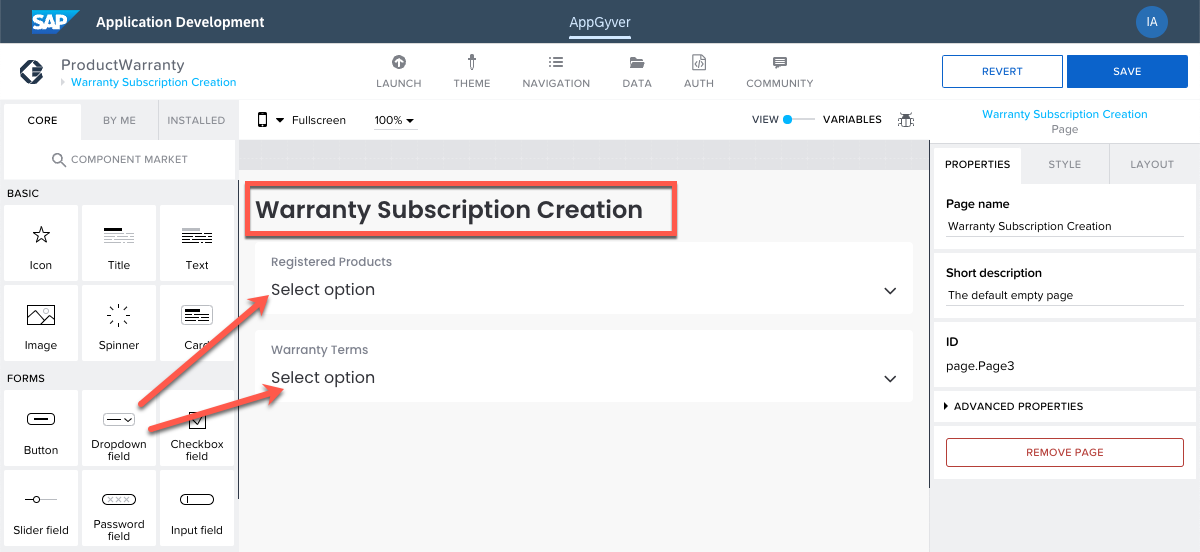 SAP Application Development
AppGyver
IA
ProductWarranty
Warranty Subscription Creation
LAUNCH
THEME
NAVIGATION
DATA
AUTH
COMMUNITY
REVERT
SAVE
CORE
BY ME
INSTALLED
Fullscreen
100%
VIEW
VARIABLES
Warranty Subscription Creation
Page
COMPONENT MARKET
PROPERTIES
STYLE
LAYOUT
BASIC
Icon
Title
Text
Image
Spinner
Card
FORMS
Button
Dropdown
field
Checkbox
field
Slider field
Password
field
Input field
Warranty Subscription Creation
Registered Products
Select option
Warranty Terms
Select option
Page name
Warranty Subscription Creation
Short description
The default empty page
ID
page.Page3
ADVANCED PROPERTIES
REMOVE PAGE